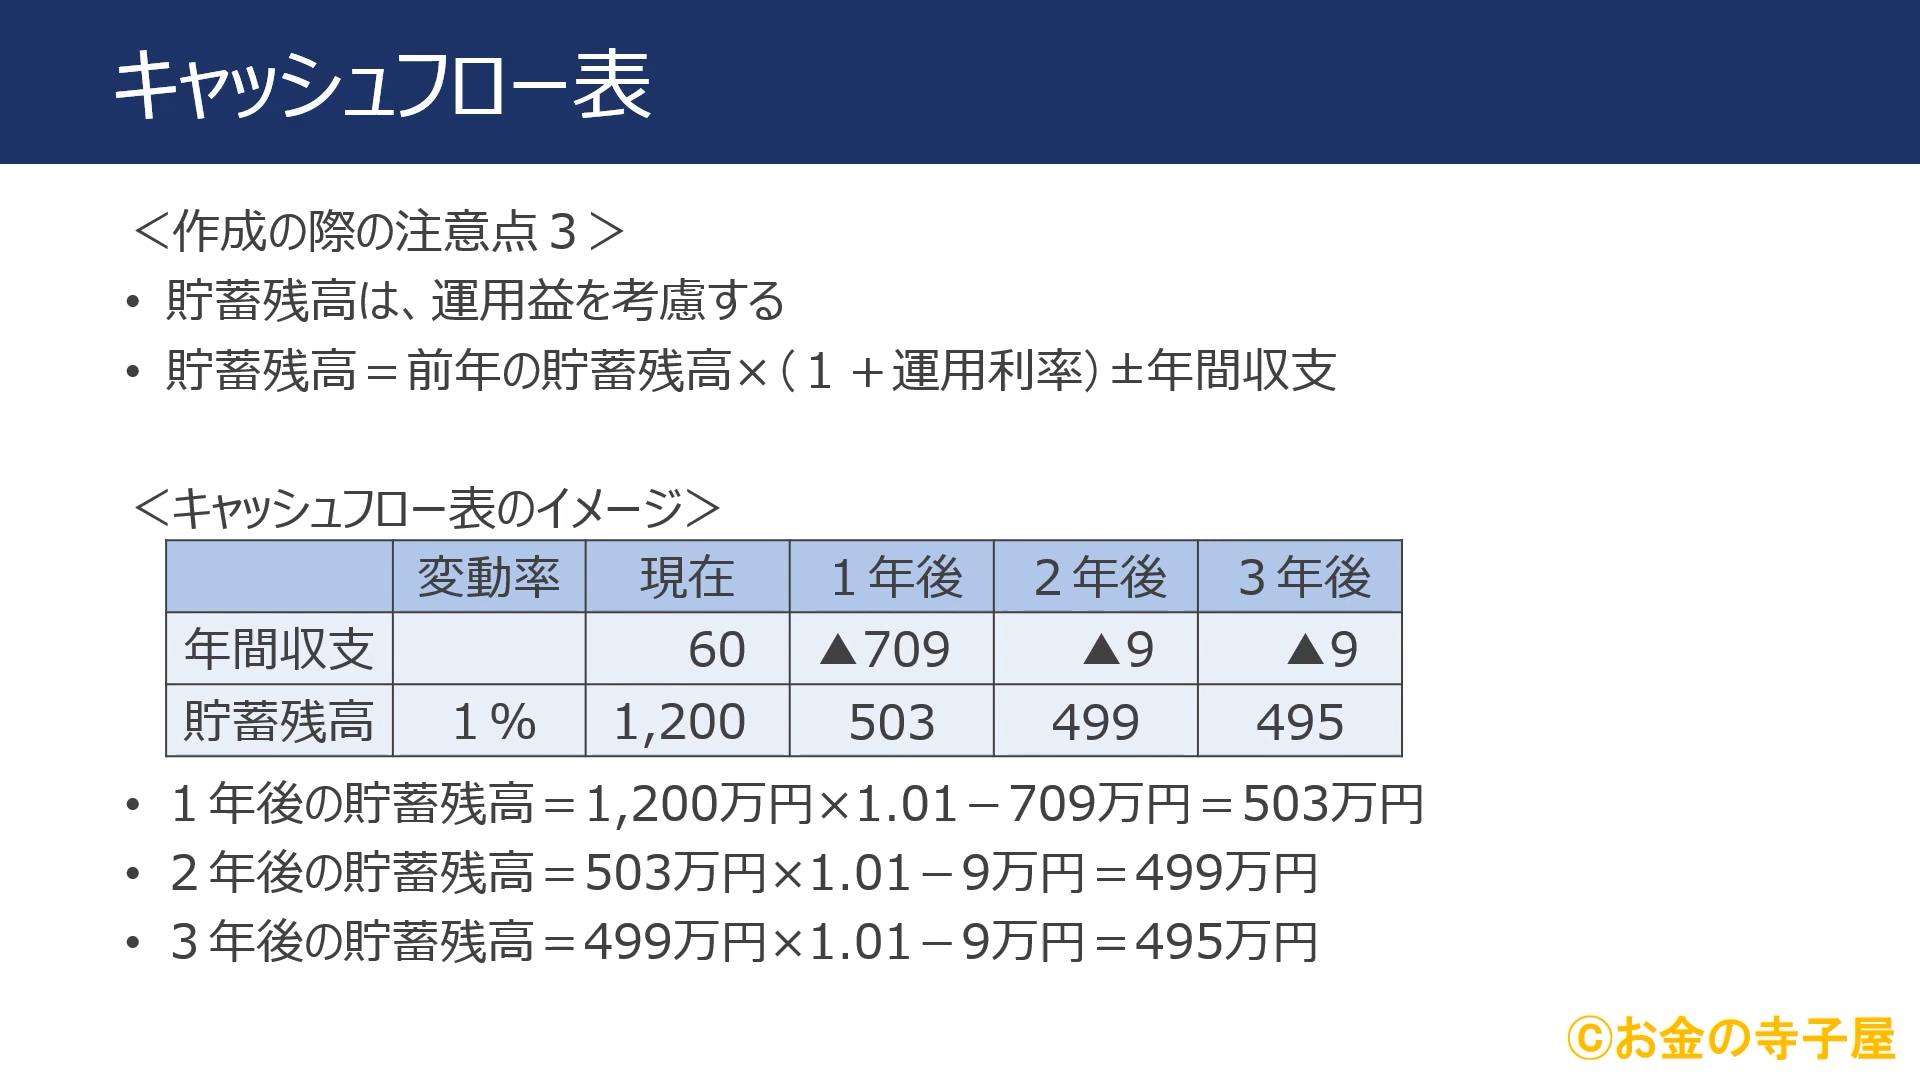 キャッシュフロー表
＜作成の際の注意点３＞
• 貯蓄残高は、運用益を考慮する
• 貯蓄残高＝前年の貯蓄残高×（１＋運用利率）±年間収支
＜キャッシュフロー表のイメージ＞
変動率 現在 １年後 ２年後 ３年後
年間収支 60 ▲709 ▲9 ▲9
貯蓄残高 １% 1,200 503 499 495
• １年後の貯蓄残高＝1,200万円×1.01－709万円＝503万円
• ２年後の貯蓄残高＝503万円×1.01－9万円＝499万円
• ３年後の貯蓄残高＝499万円×1.01－9万円＝495万円
©お金の寺子屋